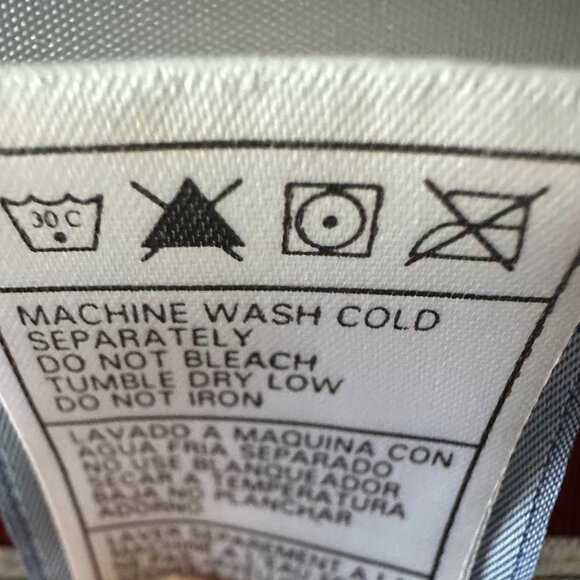 30 C
MACHINE WASH COLD
SEPARATELY
DO NOT BLEACH
TUMBLE DRY LOW
DO NOT IRON
LAVADO A MAQUINA CON
AGUA FRIA SEPARADO
NO USE BLANQUEADOR
SECAR A TEMPERATURA
BAJA NO PLANCHAR
ADORNO